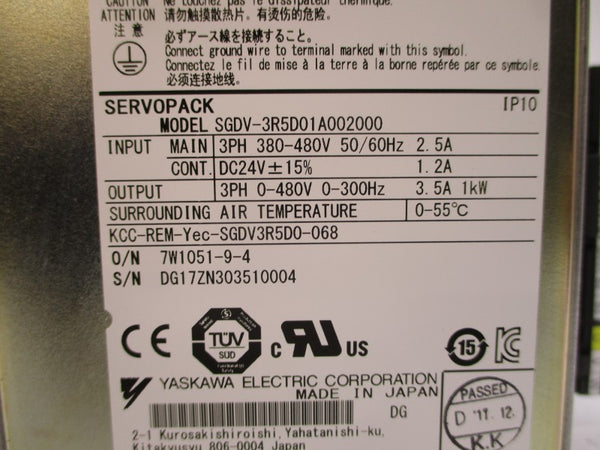 CAUTION Ne touchez pas le dissipateur thermique.
ATTENTION 请勿触摸散热片。有烫伤的危险。
注 意 必ずアース線を接続すること。
Connect ground wire to terminal marked with this symbol.
Connectez le fil de mise à la terre à la borne repérée par ce symbole
必须连接地线。
SERVOPACK IP10
MODEL SGDV-3R5D01A002000
INPUT MAIN 3PH 380-480V 50/60Hz 2.5A
CONT. DC24V±15% 1.2A
OUTPUT 3PH 0-480V 0-300Hz 3.5A 1kW
SURROUNDING AIR TEMPERATURE 0-55℃
KCC-REM-Yec-SGDV3R5D0-068
O/N 7W1051-9-4
S/N DG17ZN303510004
CE TÜV SÜD C RU US 15 KC
YASKAWA ELECTRIC CORPORATION
MADE IN JAPAN
DG
PASSED
D '11.12.
K.K
2-1 Kurosakishiroishi, Yahatanishi-ku,
Kitakyusyu 806-0004 Japan